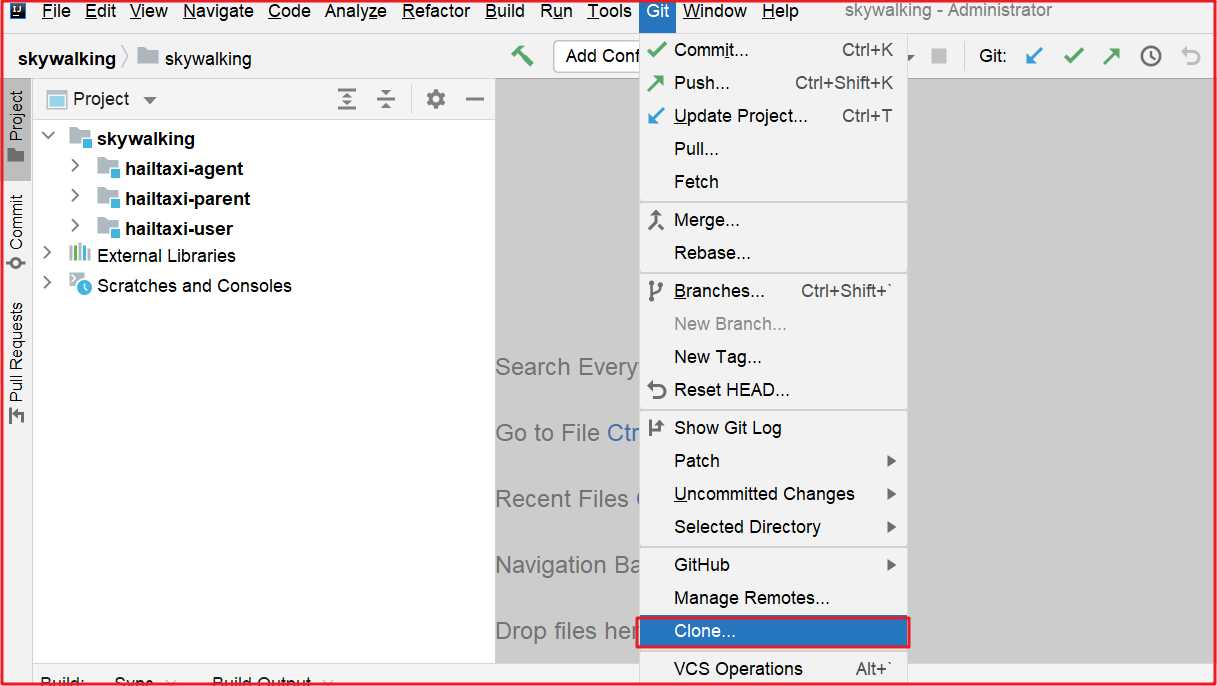 File Edit View Navigate Code Analyze Refactor Build Run Tools Git Window Help skywalking - Administrator
skywalking skywalking Add Conf Git:
Project
Project
Commit
Pull Requests
skywalking
hailtaxi-agent
hailtaxi-parent
hailtaxi-user
External Libraries
Scratches and Consoles
Search Every
Go to File Ctr
Recent Files
Navigation Ba
Drop files her
Commit... Ctrl+K
Push... Ctrl+Shift+K
Update Project... Ctrl+T
Pull...
Fetch
Merge...
Rebase...
Branches... Ctrl+Shift+`
New Branch...
New Tag...
Reset HEAD...
Show Git Log
Patch
Uncommitted Changes
Selected Directory
GitHub
Manage Remotes...
Clone...
VCS Operations Alt+`
Build: Sync Build Output